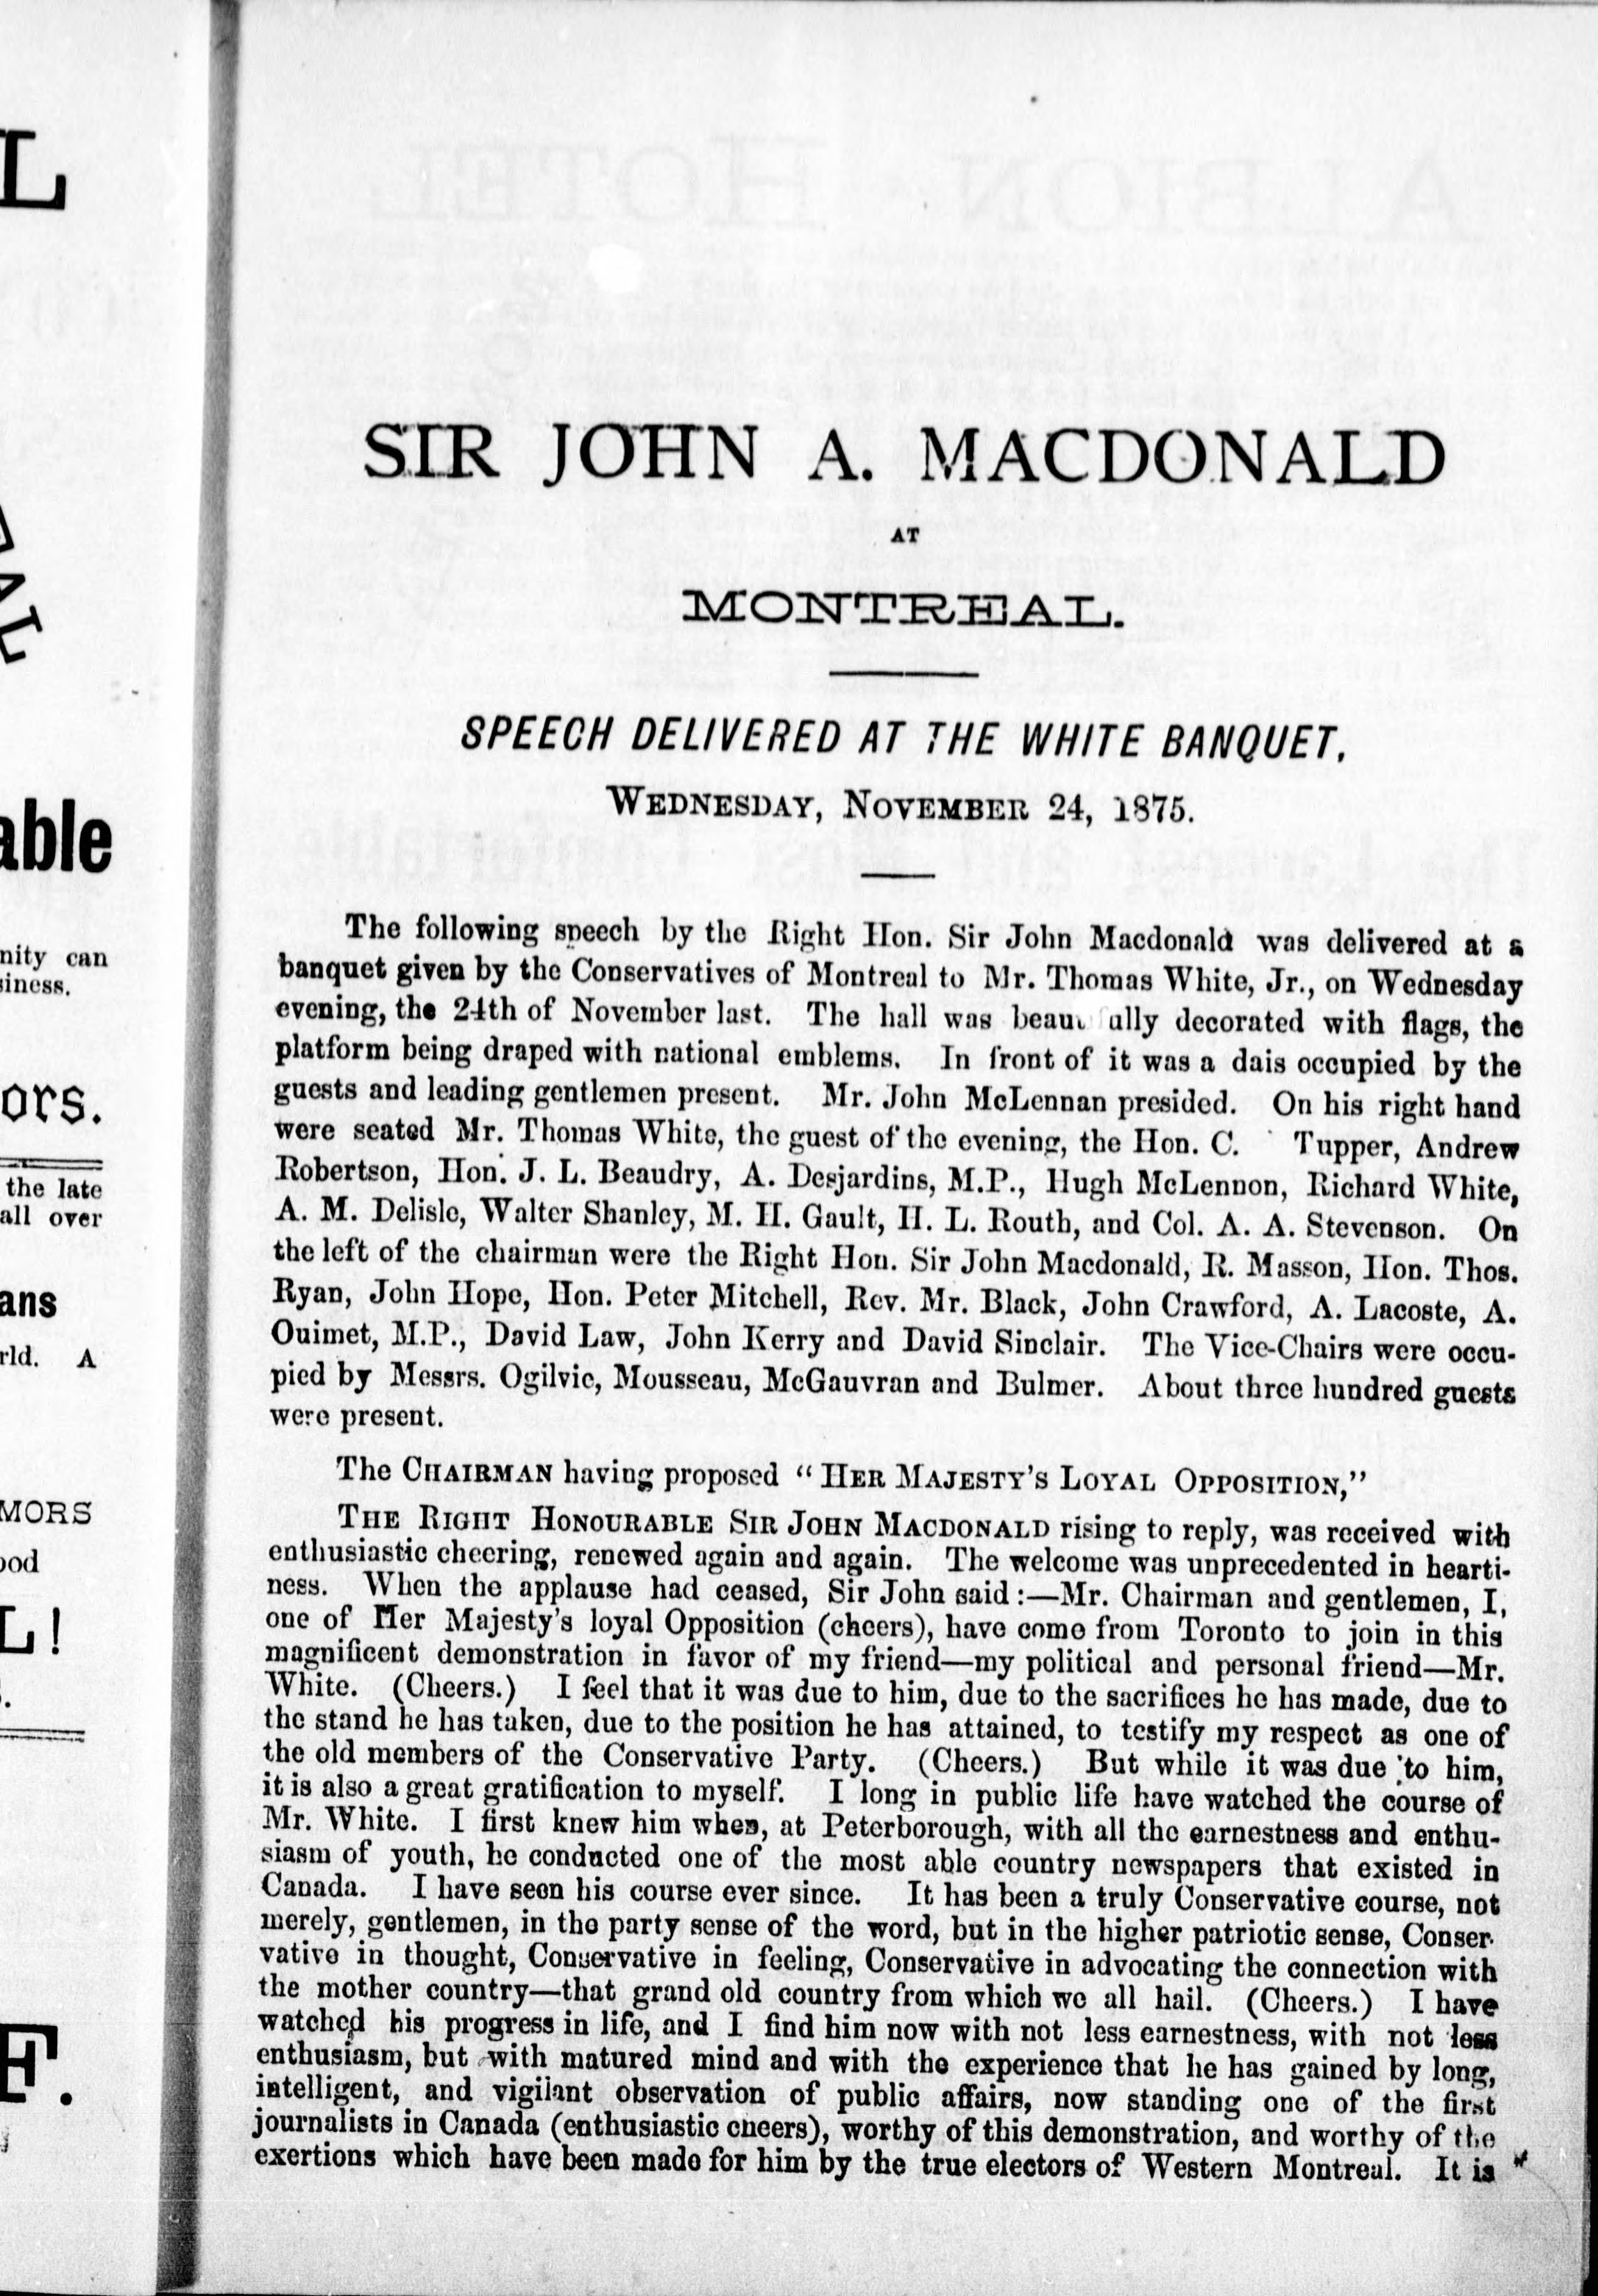 L
able
nity can
iness.
ors.
the late
all over
ans
rld. A
MORS
ood
L!
F.
SIR JOHN A. MACDONALD
AT
MONTREAL.
SPEECH DELIVERED AT THE WHITE BANQUET,
WEDNESDAY, NOVEMBER 24, 1875.
The following speech by the Right Hon. Sir John Macdonald was delivered at a
banquet given by the Conservatives of Montreal to Mr. Thomas White, Jr., on Wednesday
evening, the 24th of November last. The hall was beau ully decorated with flags, the
platform being draped with national emblems. In front of it was a dais occupied by the
guests and leading gentlemen present. Mr. John McLennan presided. On his right hand
were seated Mr. Thomas White, the guest of the evening, the Hon. C. Tupper, Andrew
Robertson, Hon. J. L. Beaudry, A. Desjardins, M.P., Hugh McLennon, Richard White,
A. M. Delisle, Walter Shanley, M. H. Gault, H. L. Routh, and Col. A. A. Stevenson. On
the left of the chairman were the Right Hon. Sir John Macdonald, R. Masson, Hon. Thos.
Ryan, John Hope, Hon. Peter Mitchell, Rev. Mr. Black, John Crawford, A. Lacoste, A.
Ouimet, M.P., David Law, John Kerry and David Sinclair. The Vice-Chairs were occu-
pied by Messrs. Ogilvie, Mousseau, McGauvran and Bulmer. About three hundred guests
were present.
The CHAIRMAN having proposed “HER MAJESTY’S LOYAL OPPOSITION,”
THE RIGHT HONOURABLE SIR JOHN MACDONALD rising to reply, was received with
enthusiastic cheering, renewed again and again. The welcome was unprecedented in hearti-
ness. When the applause had ceased, Sir John said:—Mr. Chairman and gentlemen, I,
one of Her Majesty’s loyal Opposition (cheers), have come from Toronto to join in this
magnificent demonstration in favor of my friend—my political and personal friend—Mr.
White. (Cheers.) I feel that it was due to him, due to the sacrifices he has made, due to
the stand he has taken, due to the position he has attained, to testify my respect as one of
the old members of the Conservative Party. (Cheers.) But while it was due to him,
it is also a great gratification to myself. I long in public life have watched the course of
Mr. White. I first knew him when, at Peterborough, with all the earnestness and enthu-
siasm of youth, he conducted one of the most able country newspapers that existed in
Canada. I have seen his course ever since. It has been a truly Conservative course, not
merely, gentlemen, in the party sense of the word, but in the higher patriotic sense, Conser-
vative in thought, Conservative in feeling, Conservative in advocating the connection with
the mother country—that grand old country from which we all hail. (Cheers.) I have
watched his progress in life, and I find him now with not less earnestness, with not less
enthusiasm, but with matured mind and with the experience that he has gained by long,
intelligent, and vigilant observation of public affairs, now standing one of the first
journalists in Canada (enthusiastic cheers), worthy of this demonstration, and worthy of the
exertions which have been made for him by the true electors of Western Montreal. It is